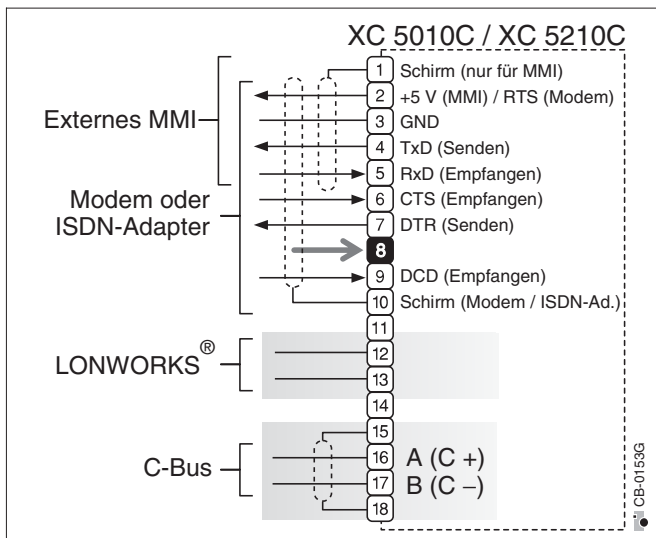 XC 5010C / XC 5210C
1 Schirm (nur für MMI)
2 +5 V (MMI) / RTS (Modem)
Externes MMI
3 GND
4 TxD (Senden)
5 RxD (Empfangen)
Modem oder
ISDN-Adapter
6 CTS (Empfangen)
7 DTR (Senden)
8
9 DCD (Empfangen)
10 Schirm (Modem / ISDN-Ad.)
11
LONWORKS®
12
13
14
15
C-Bus
16 A (C +)
17 B (C –)
18
CB-0153G